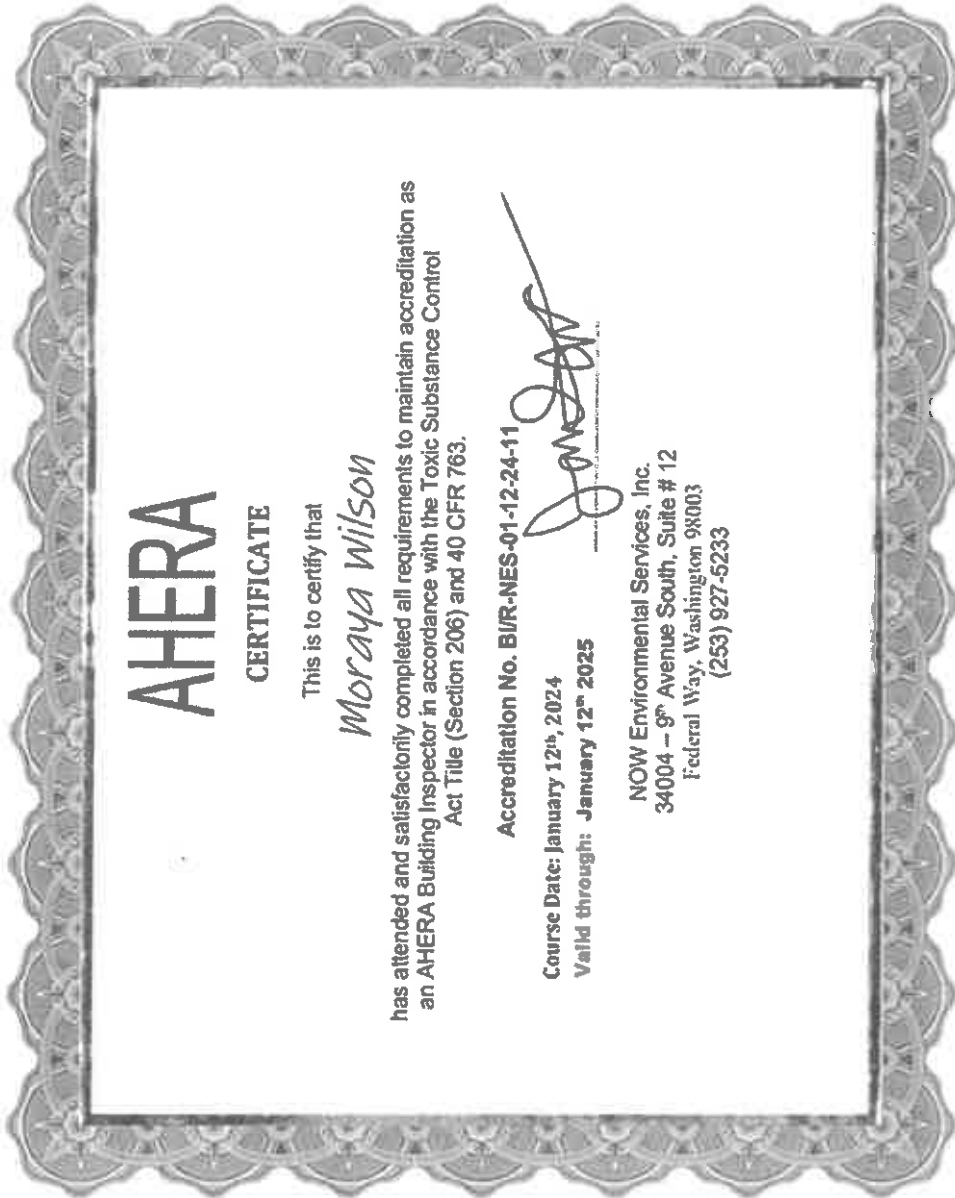 AHERA
CERTIFICATE
This is to certify that
Moraya Wilson
has attended and satisfactorily completed all requirements to maintain accreditation as
an AHERA Building Inspector in accordance with the Toxic Substance Control
Act Title (Section 206) and 40 CFR 763.
Accreditation No. BI/R-NES-01-12-24-11
Course Date: January 12th, 2024
Valid through: January 12th 2025
NOW Environmental Services, Inc.
34004 – 9th Avenue South, Suite # 12
Federal Way, Washington 98003
(253) 927-5233